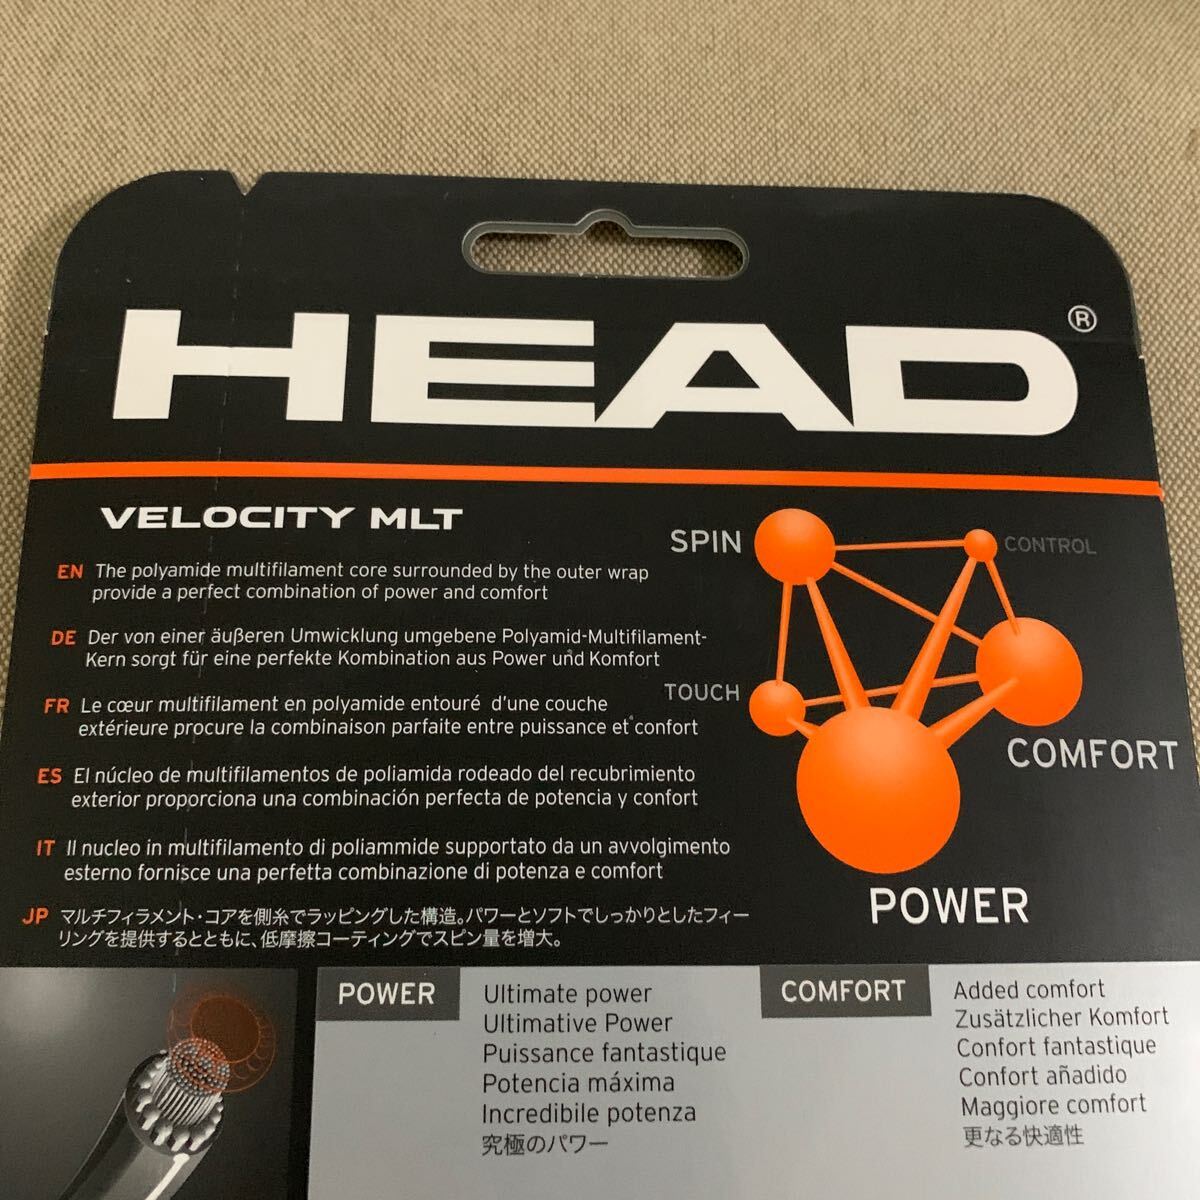 HEAD®
VELOCITY MLT
EN The polyamide multifilament core surrounded by the outer wrap
provide a perfect combination of power and comfort
DE Der von einer äußeren Umwicklung umgebene Polyamid-Multifilament-
Kern sorgt für eine perfekte Kombination aus Power und Komfort
FR Le cœur multifilament en polyamide entouré d'une couche
extérieure procure la combinaison parfaite entre puissance et confort
ES El núcleo de multifilamentos de poliamida rodeado del recubrimiento
exterior proporciona una combinación perfecta de potencia y confort
IT Il nucleo in multifilamento di poliammide supportato da un avvolgimento
esterno fornisce una perfetta combinazione di potenza e comfort
JP マルチフィラメント・コアを側糸でラッピングした構造。パワーとソフトでしっかりとしたフィー
リングを提供するとともに、低摩擦コーティングでスピン量を増大。
SPIN
CONTROL
TOUCH
COMFORT
POWER
POWER
Ultimate power
Ultimative Power
Puissance fantastique
Potencia máxima
Incredibile potenza
究極のパワー
COMFORT
Added comfort
Zusätzlicher Komfort
Confort fantastique
Confort añadido
Maggiore comfort
更なる快適性